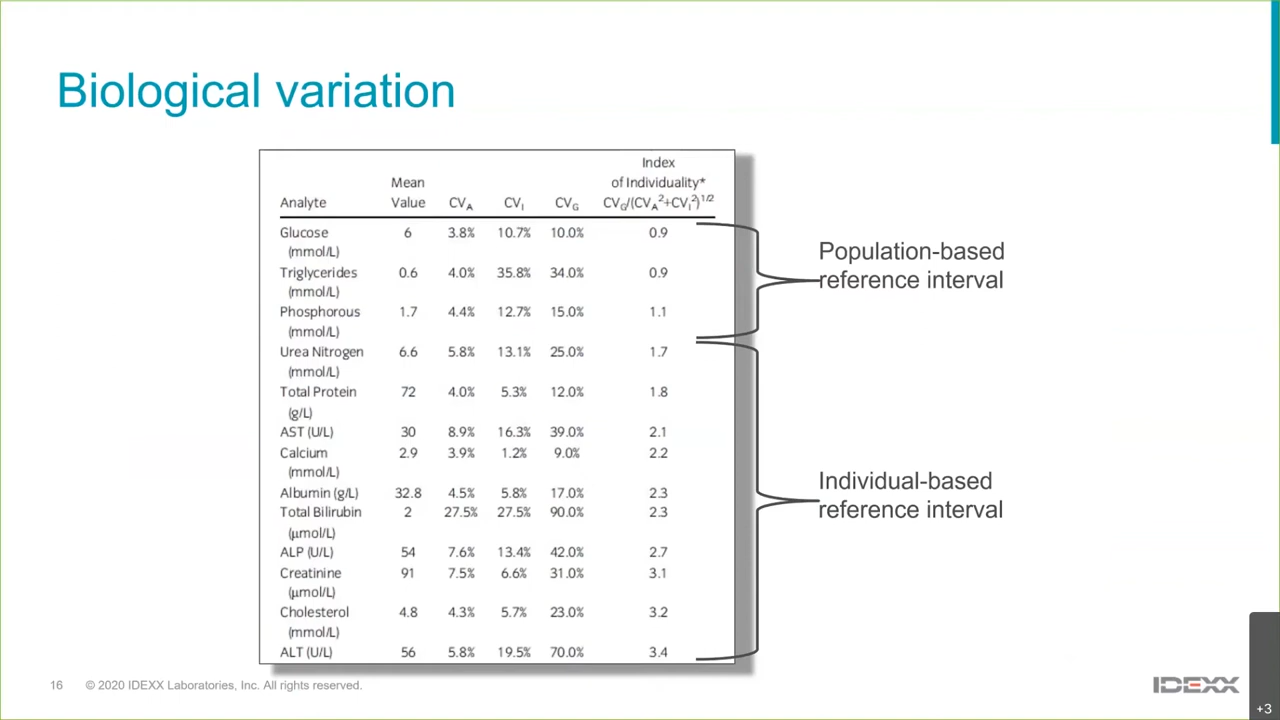 Biological variation
Index
Mean of Individuality*
Analyte Value CVA CVI CVG CVG/(CVA²+CVI²)1/2
Glucose 6 3.8% 10.7% 10.0% 0.9
(mmol/L)
Triglycerides 0.6 4.0% 35.8% 34.0% 0.9
(mmol/L)
Phosphorous 1.7 4.4% 12.7% 15.0% 1.1
(mmol/L)
Urea Nitrogen 6.6 5.8% 13.1% 25.0% 1.7
(mmol/L)
Total Protein 72 4.0% 5.3% 12.0% 1.8
(g/L)
AST (U/L) 30 8.9% 16.3% 39.0% 2.1
Calcium 2.9 3.9% 1.2% 9.0% 2.2
(mmol/L)
Albumin (g/L) 32.8 4.5% 5.8% 17.0% 2.3
Total Bilirubin 2 27.5% 27.5% 90.0% 2.3
(µmol/L)
ALP (U/L) 54 7.6% 13.4% 42.0% 2.7
Creatinine 91 7.5% 6.6% 31.0% 3.1
(µmol/L)
Cholesterol 4.8 4.3% 5.7% 23.0% 3.2
(mmol/L)
ALT (U/L) 56 5.8% 19.5% 70.0% 3.4
Population-based
reference interval
Individual-based
reference interval
16 © 2020 IDEXX Laboratories, Inc. All rights reserved.
IDEXX
+3